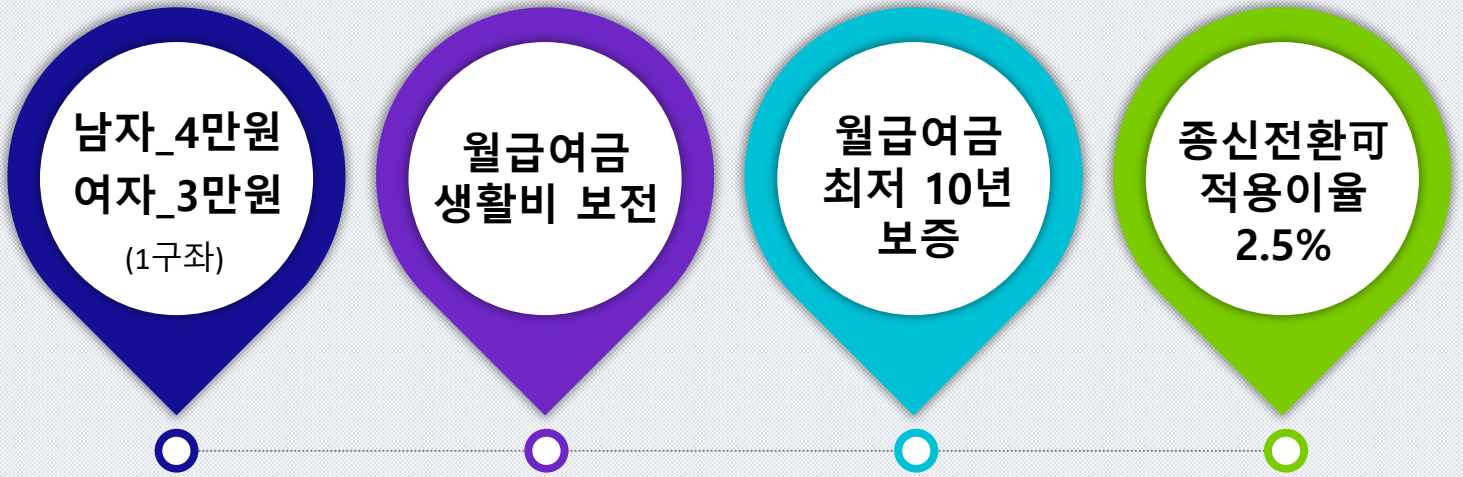 남자_4만원
여자_3만원
(1구좌)
월급여금
생활비 보전
월급여금
최저 10년
보증
종신전환可
적용이율
2.5%